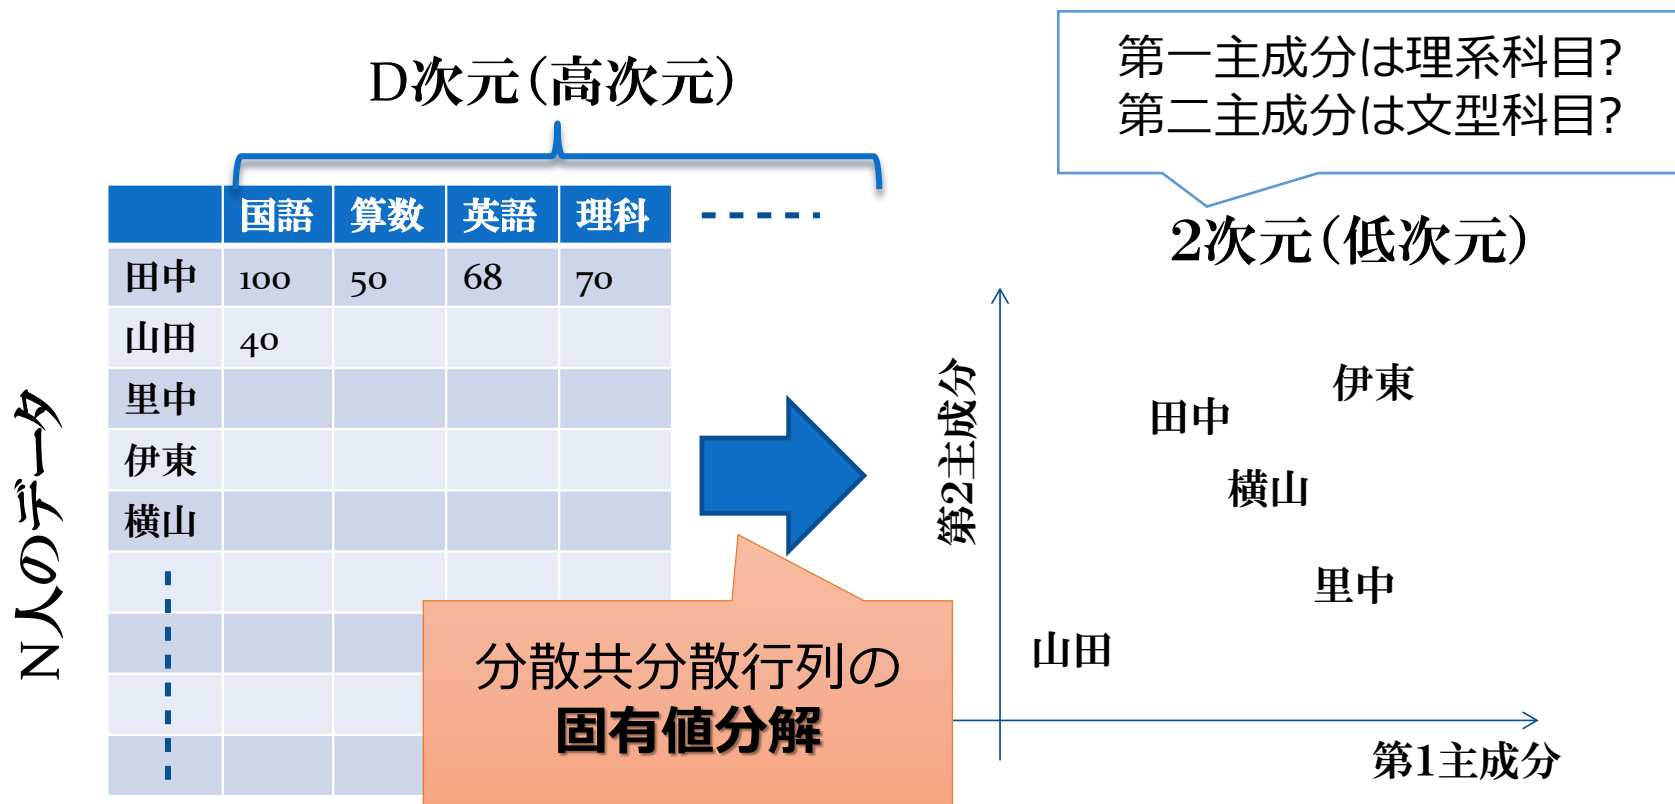 D次元(高次元)
第一主成分は理系科目?
第二主成分は文型科目?
2次元(低次元)
国語 算数 英語 理科
田中 100 50 68 70
山田 40
里中
伊東
横山
N人のデータ
分散共分散行列の
固有値分解
第2主成分
伊東
田中
横山
里中
山田
第1主成分